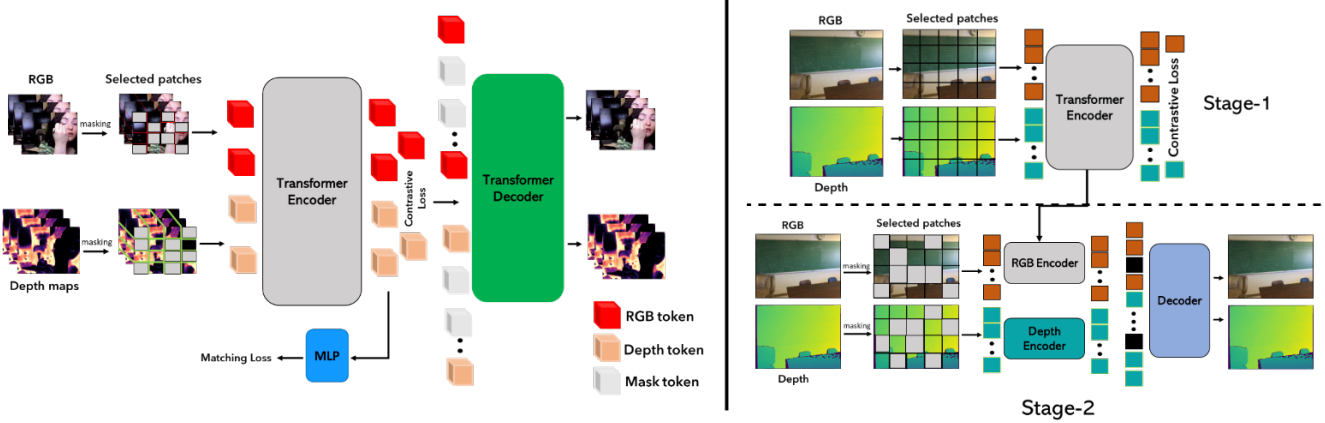 RGB
Selected patches
masking
Depth maps
masking
Transformer
Encoder
Contrastive
Loss
Transformer
Decoder
Matching Loss
MLP
RGB token
Depth token
Mask token
RGB
Selected patches
Depth
Transformer
Encoder
Contrastive Loss
Stage-1
RGB
Selected patches
masking
RGB Encoder
masking
Depth
Depth
Encoder
Decoder
Stage-2